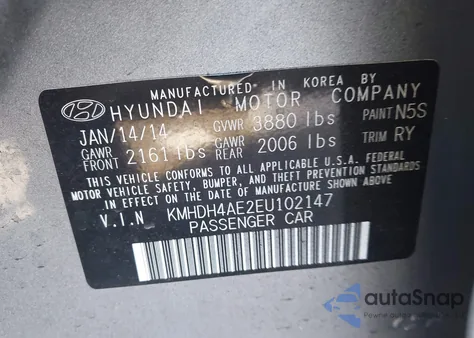 MANUFACTURED IN KOREA BY
HYUNDAI MOTOR COMPANY
JAN/14/14 GVWR 3880 lbs PAINT N5S
GAWR FRONT 2161 lbs GAWR REAR 2006 lbs TRIM RY
THIS VEHICLE CONFORMS TO ALL APPLICABLE U.S.A. FEDERAL
MOTOR VEHICLE SAFETY, BUMPER, AND THEFT PREVENTION STANDARDS
IN EFFECT ON THE DATE OF MANUFACTURE SHOWN ABOVE.
V.I.N KMHDH4AE2EU102147
PASSENGER CAR
autoSnap